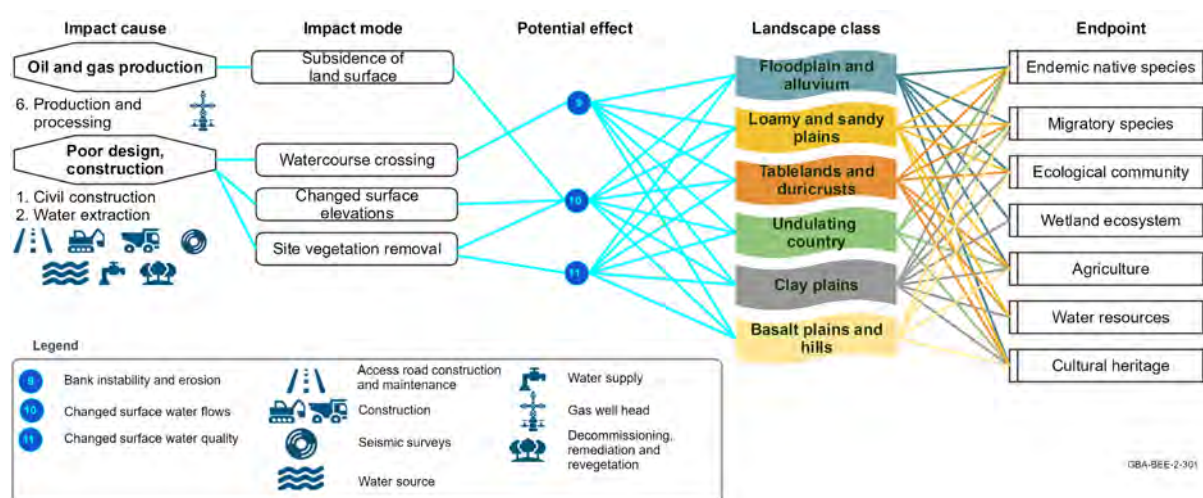 Impact cause
Impact mode
Potential effect
Landscape class
Endpoint
Oil and gas production
Subsidence of
land surface
Floodplain and
alluvium
Endemic native species
6. Production and
processing
9
Loamy and sandy
plains
Migratory species
Poor design,
construction
Watercourse crossing
Tablelands and
duricrusts
Ecological community
1. Civil construction
2. Water extraction
Changed surface
elevations
10
Undulating
country
Wetland ecosystem
Site vegetation removal
11
Clay plains
Agriculture
Basalt plains and
hills
Water resources
Cultural heritage
Legend
9
Bank instability and erosion
10
Changed surface water flows
11
Changed surface water quality
Access road construction
and maintenance
Construction
Seismic surveys
Water source
Water supply
Gas well head
Decommissioning,
remediation and
revegetation
GBA-BEE-2-301